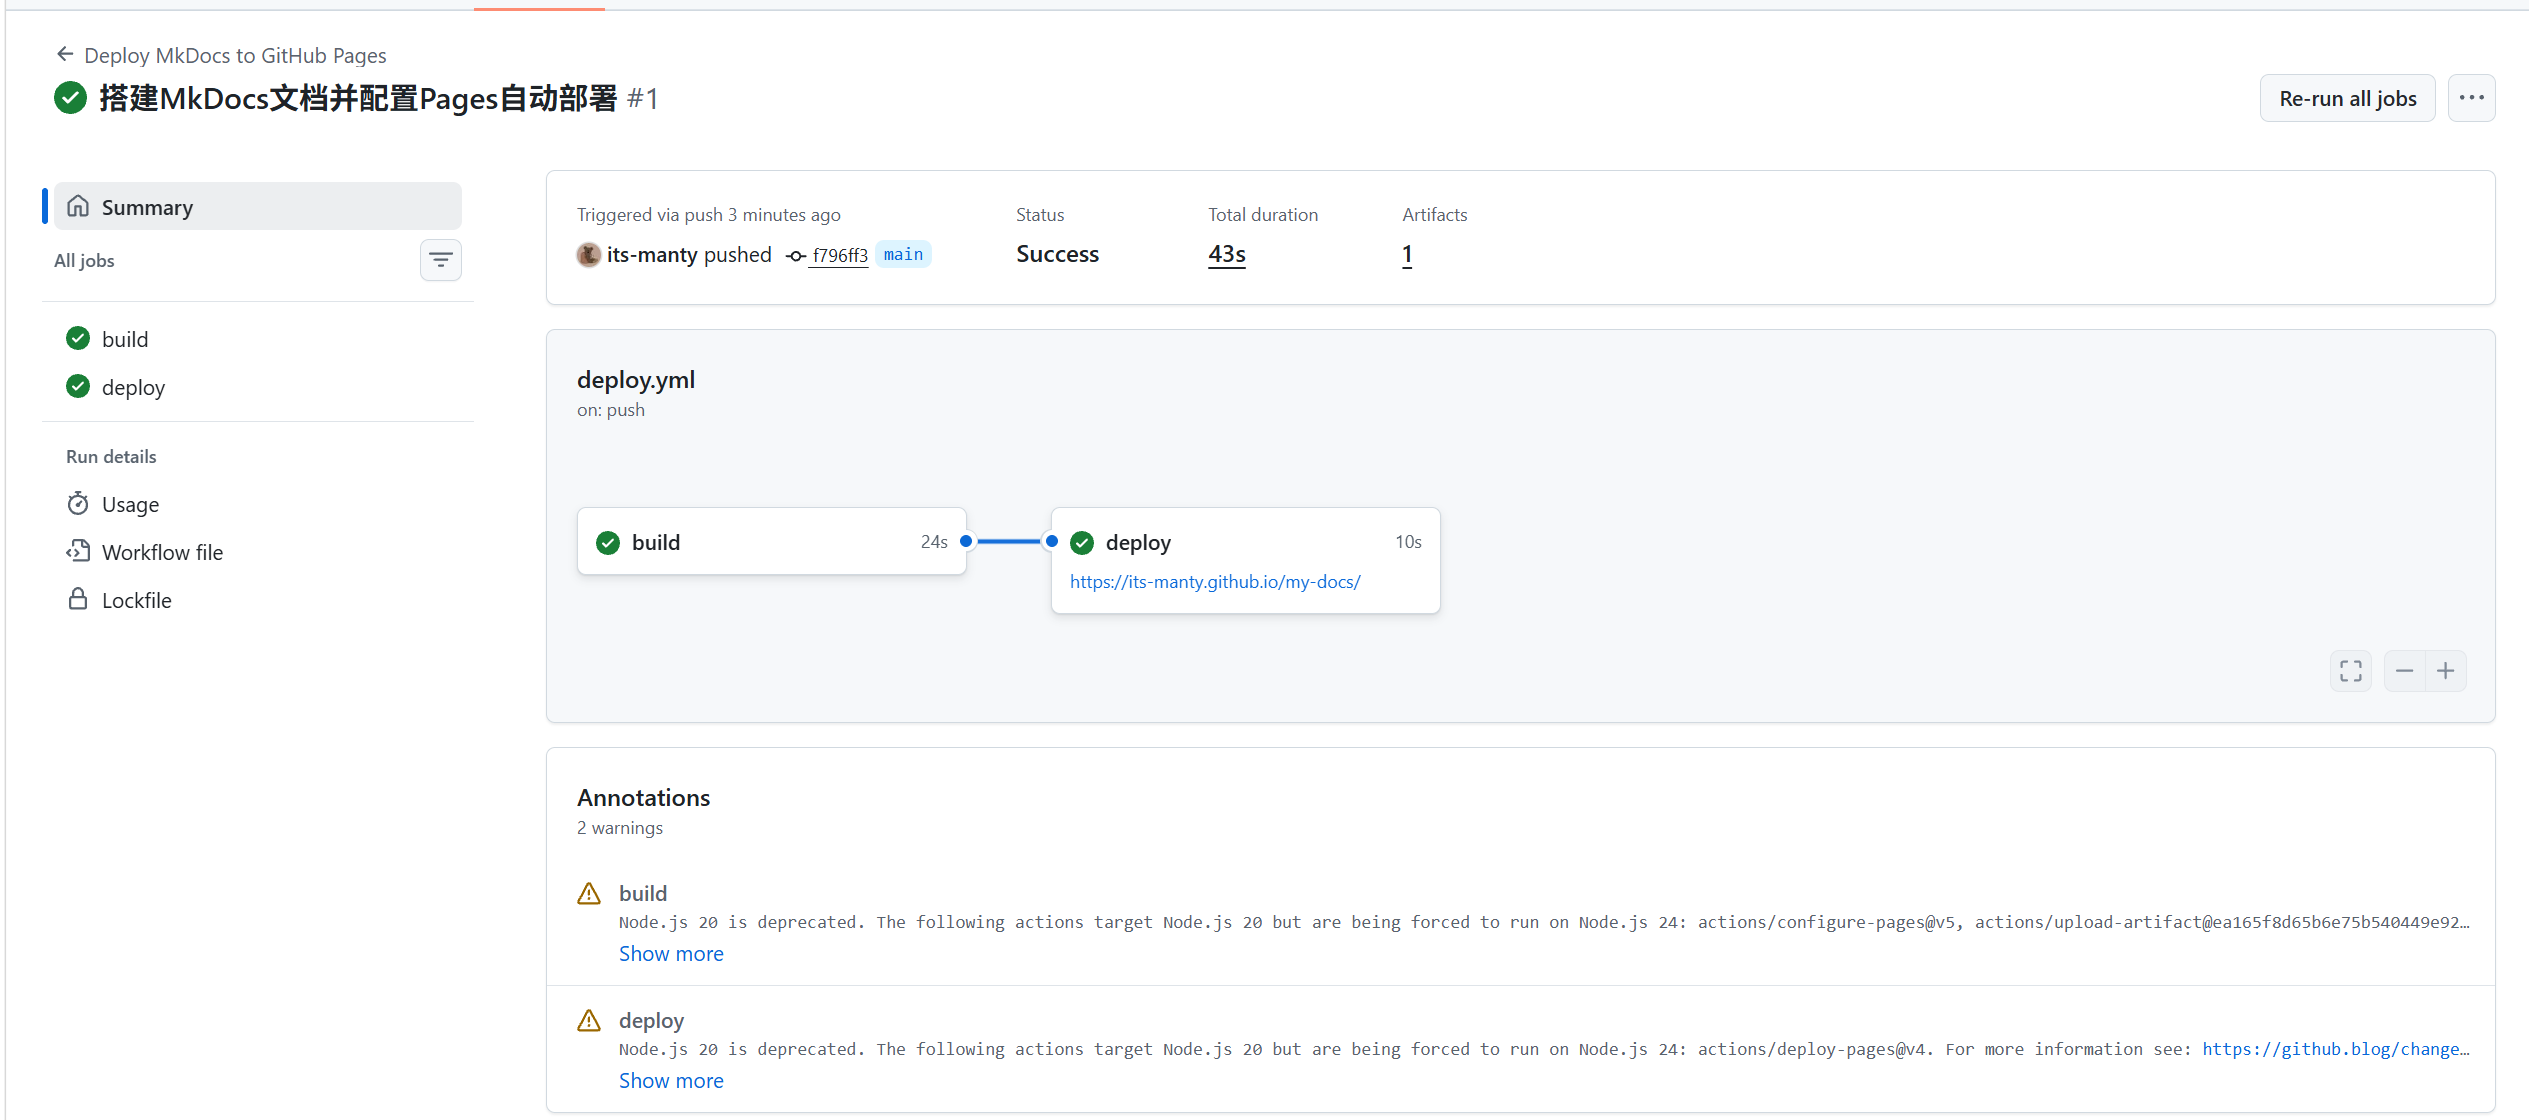 Deploy MkDocs to GitHub Pages
搭建MkDocs文档并配置Pages自动部署 #1
Re-run all jobs
Summary
All jobs
build
deploy
Run details
Usage
Workflow file
Lockfile
Triggered via push 3 minutes ago
its-manty pushed f796ff3 main
Status
Success
Total duration
43s
Artifacts
1
deploy.yml
on: push
build 24s
deploy 10s
https://its-manty.github.io/my-docs/
Annotations
2 warnings
build
Node.js 20 is deprecated. The following actions target Node.js 20 but are being forced to run on Node.js 24: actions/configure-pages@v5, actions/upload-artifact@ea165f8d65b6e75b540449e92…
Show more
deploy
Node.js 20 is deprecated. The following actions target Node.js 20 but are being forced to run on Node.js 24: actions/deploy-pages@v4. For more information see: https://github.blog/change…
Show more